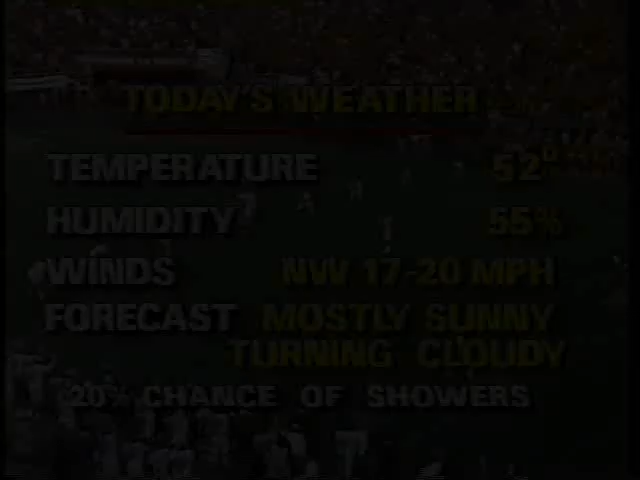 TODAY'S WEATHER
TEMPERATURE 52°
HUMIDITY 55%
WINDS NW 17-20 MPH
FORECAST MOSTLY SUNNY
TURNING CLOUDY
20% CHANCE OF SHOWERS